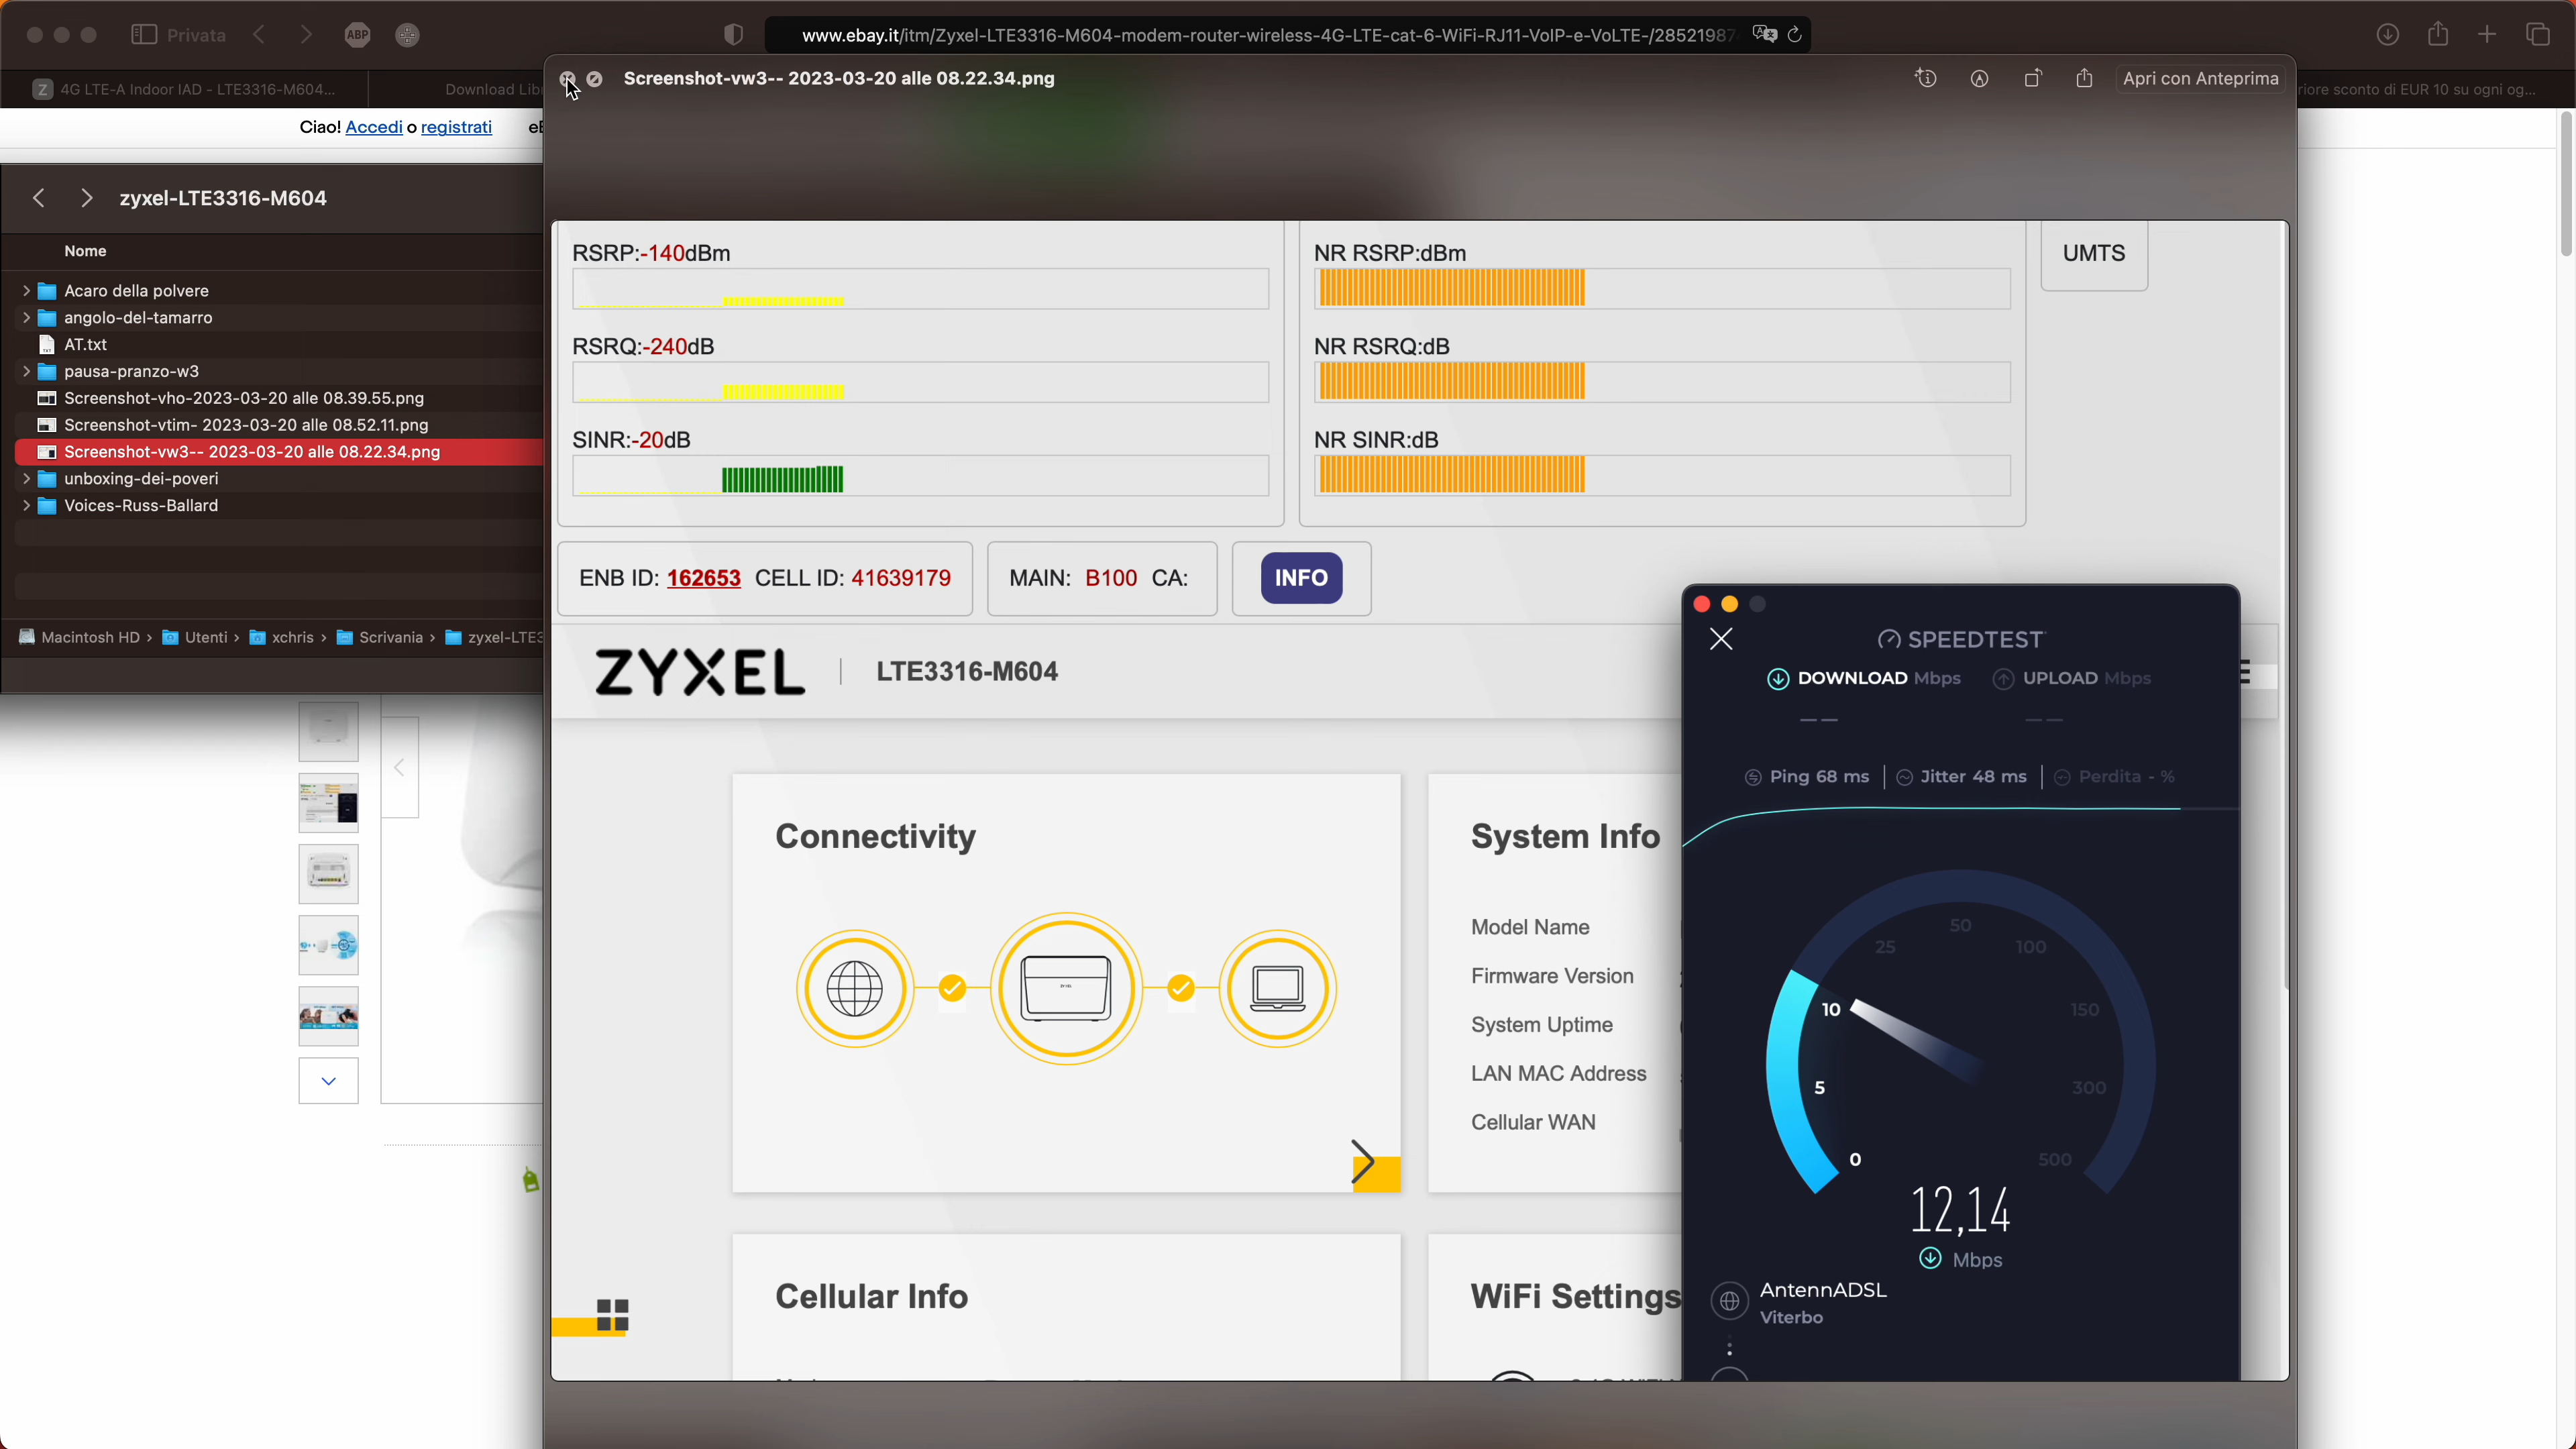 Privata
ABP
www.ebay.it/itm/Zyxel-LTE3316-M604-modem-router-wireless-4G-LTE-cat-6-WiFi-RJ11-VoIP-e-VoLTE-/28521987
Z 4G LTE-A Indoor IAD - LTE3316-M604...
Download Lib
riore sconto di EUR 10 su ogni og...
Screenshot-vw3-- 2023-03-20 alle 08.22.34.png
Apri con Anteprima
Ciao! Accedi o registrati
zyxel-LTE3316-M604
Nome
Acaro della polvere
angolo-del-tamarro
AT.txt
pausa-pranzo-w3
Screenshot-vho-2023-03-20 alle 08.39.55.png
Screenshot-vtim- 2023-03-20 alle 08.52.11.png
Screenshot-vw3-- 2023-03-20 alle 08.22.34.png
unboxing-dei-poveri
Voices-Russ-Ballard
Macintosh HD › Utenti › xchris › Scrivania › zyxel-LTE3
RSRP:-140dBm
RSRQ:-240dB
SINR:-20dB
NR RSRP:dBm
NR RSRQ:dB
NR SINR:dB
UMTS
ENB ID: 162653 CELL ID: 41639179
MAIN: B100 CA:
INFO
ZYXEL
LTE3316-M604
Connectivity
System Info
Model Name
Firmware Version
System Uptime
LAN MAC Address
Cellular WAN
Cellular Info
WiFi Settings
SPEEDTEST
DOWNLOAD Mbps
UPLOAD Mbps
Ping 68 ms
Jitter 48 ms
Perdita - %
0
5
10
25
50
100
150
300
500
12,14
Mbps
AntennADSL
Viterbo